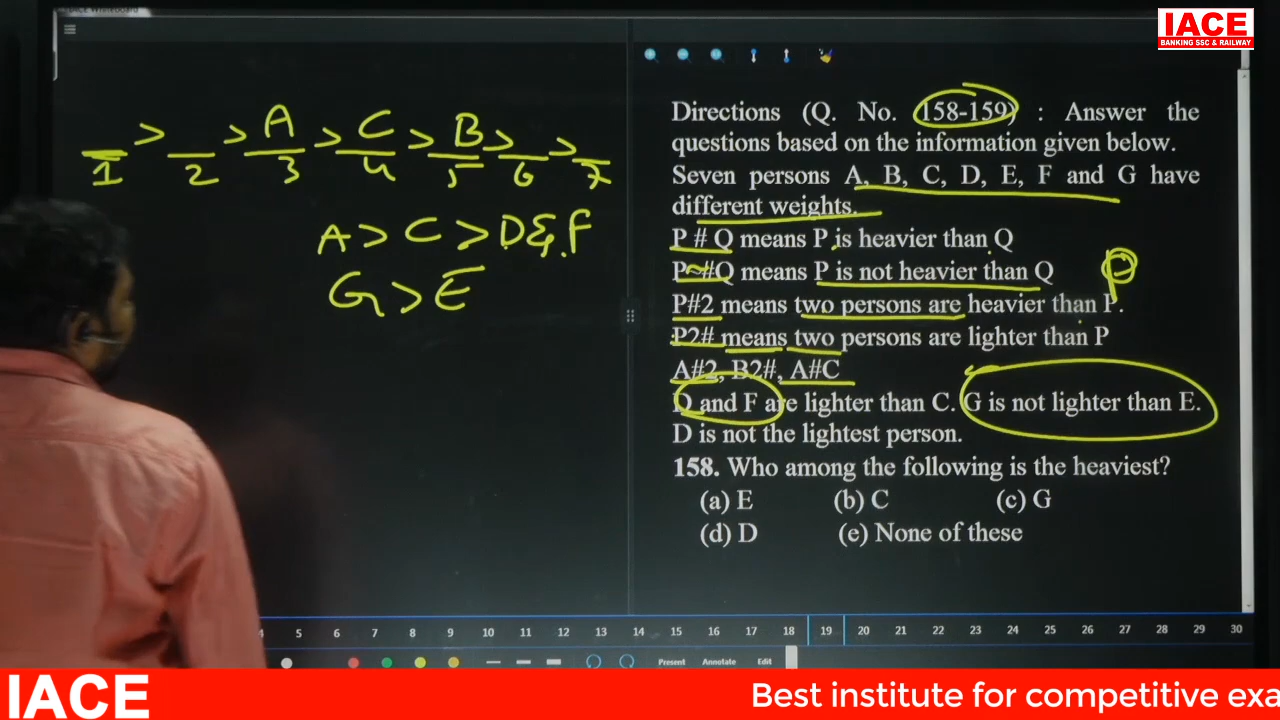 IACE
BANKING SSC & RAILWAY
> > A > C > B > >
1 2 3 4 5 6 7
A > C > D & F
G > E
Directions (Q. No. 158-159) : Answer the
questions based on the information given below.
Seven persons A, B, C, D, E, F and G have
different weights.
P # Q means P is heavier than Q
P~#Q means P is not heavier than Q
P
P#2 means two persons are heavier than P.
P2# means two persons are lighter than P
A#2, B2#, A#C
D and F are lighter than C. G is not lighter than E.
D is not the lightest person.
158. Who among the following is the heaviest?
(a) E (b) C (c) G
(d) D (e) None of these
4 5 6 7 8 9 10 11 12 13 14 15 16 17 18 19 20 21 22 23 24 25 26 27 28 29 30
Present Annotate Edit
IACE
Best institute for competitive exa